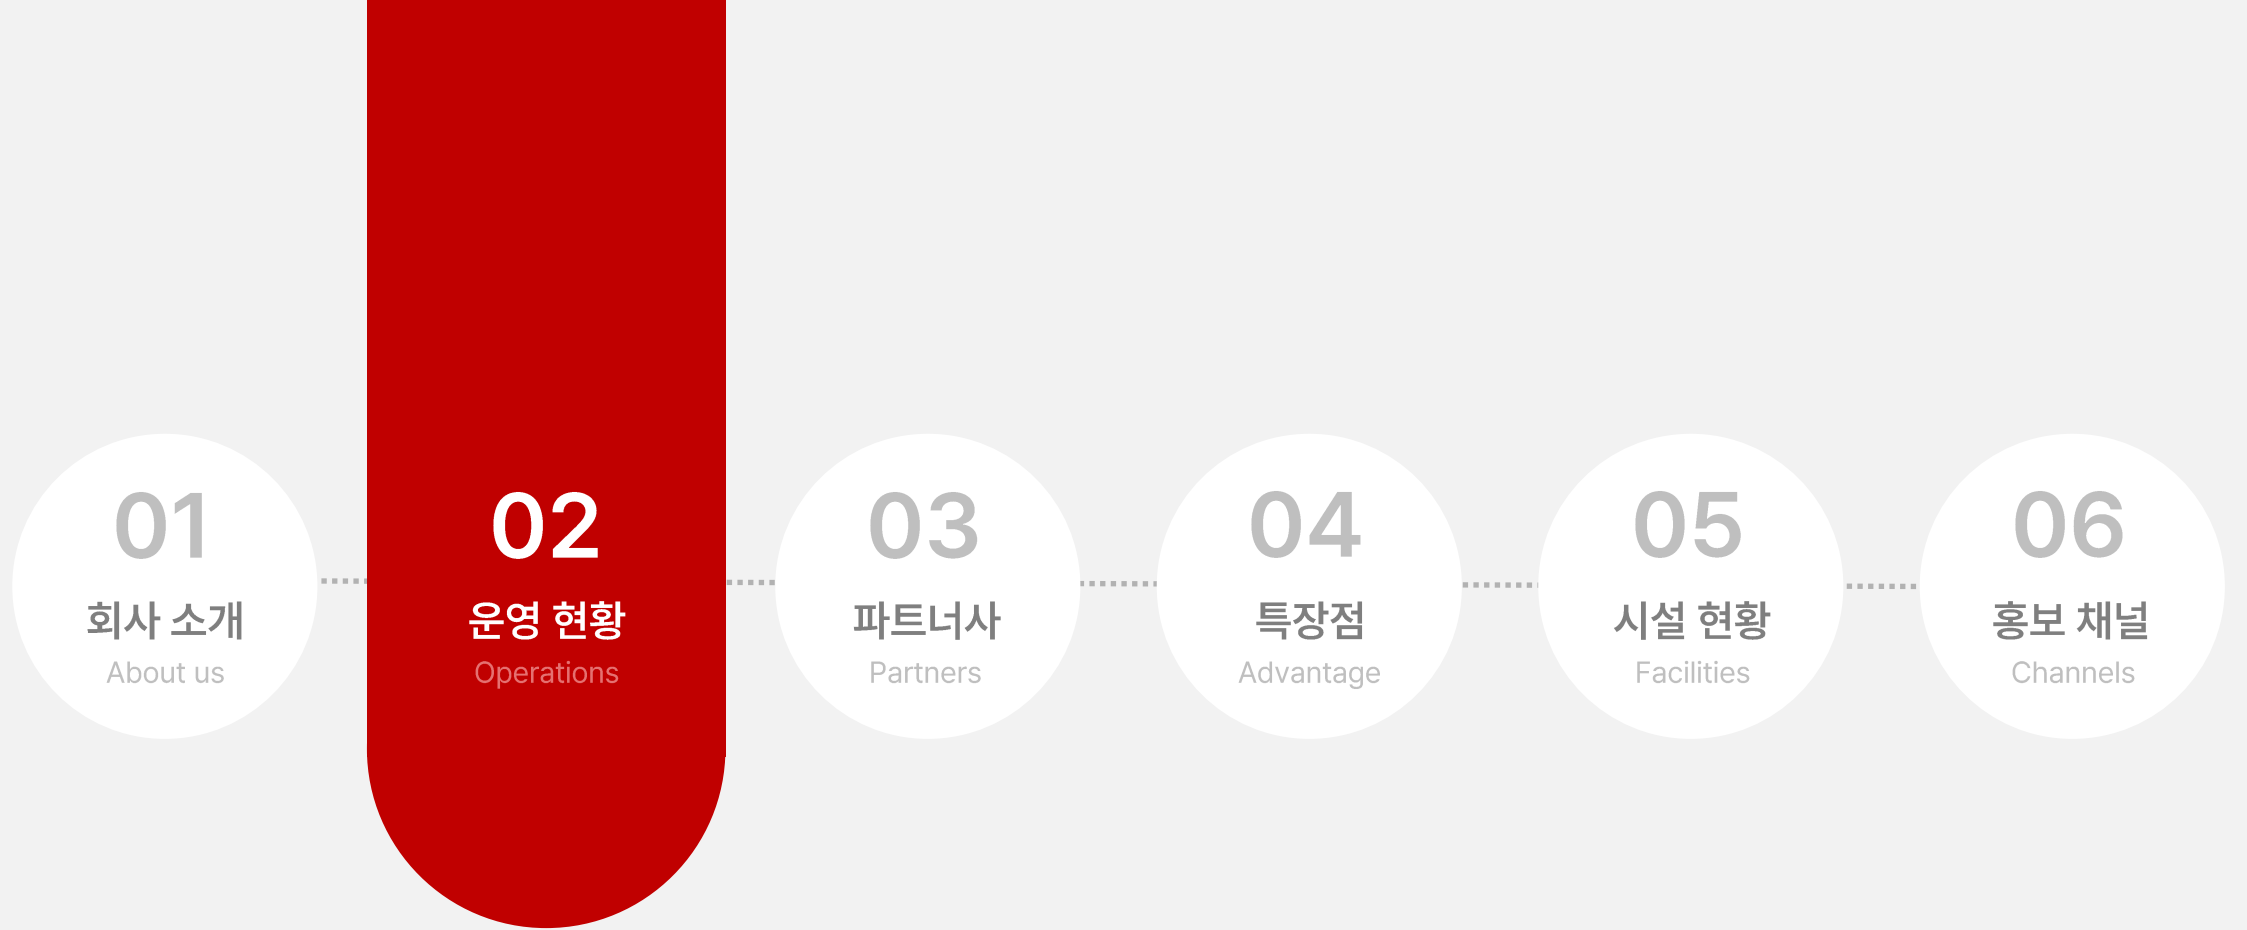 01
회사 소개
About us
02
운영 현황
Operations
03
파트너사
Partners
04
특장점
Advantage
05
시설 현황
Facilities
06
홍보 채널
Channels